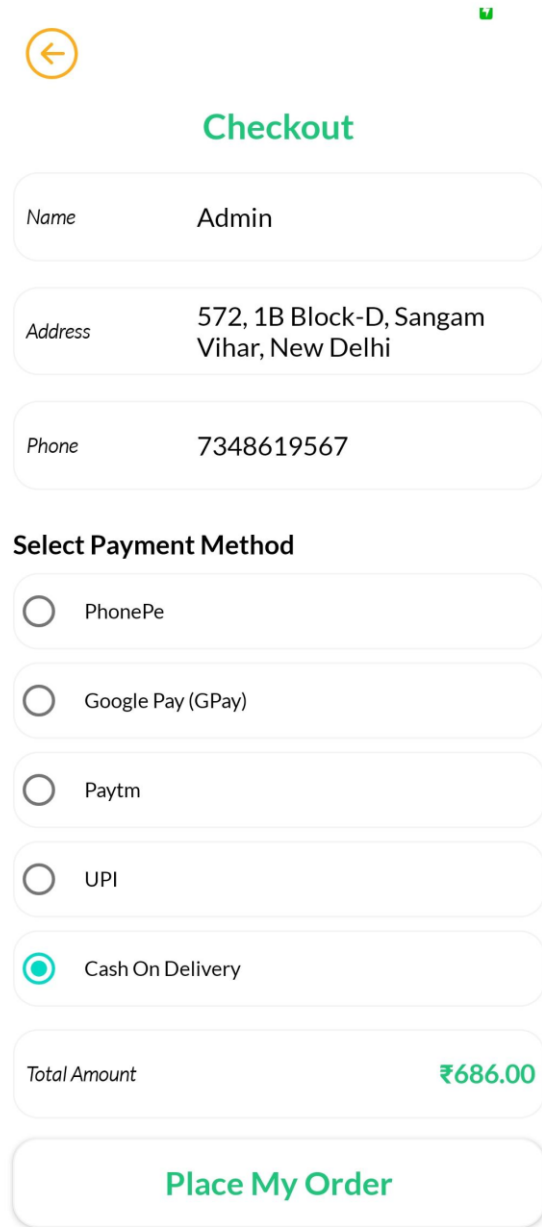 Checkout
Name Admin
Address 572, 1B Block-D, Sangam
Vihar, New Delhi
Phone 7348619567
Select Payment Method
PhonePe
Google Pay (GPay)
Paytm
UPI
Cash On Delivery
Total Amount ₹686.00
Place My Order